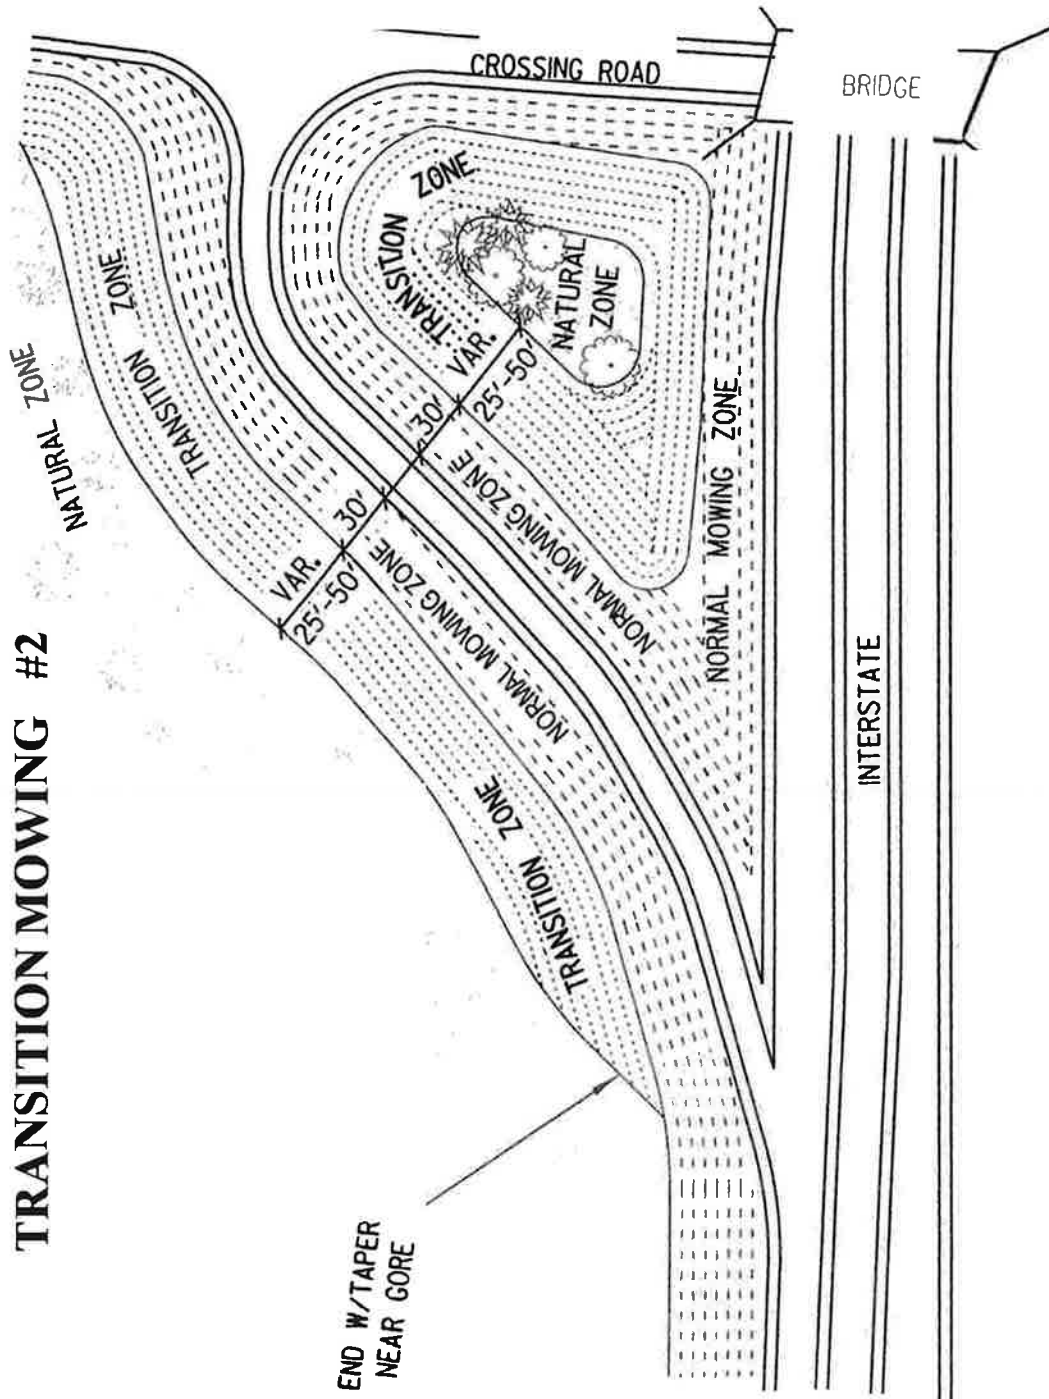 TRANSITION MOWING #2
NATURAL ZONE
TRANSITION ZONE
VAR.
25'-50'
30'
NORMAL MOWING ZONE
TRANSITION ZONE
END W/TAPER
NEAR GORE
CROSSING ROAD
BRIDGE
TRANSITION ZONE
NATURAL
ZONE
VAR.
25'-50'
30'
NORMAL MOWING ZONE
NORMAL MOWING ZONE
INTERSTATE